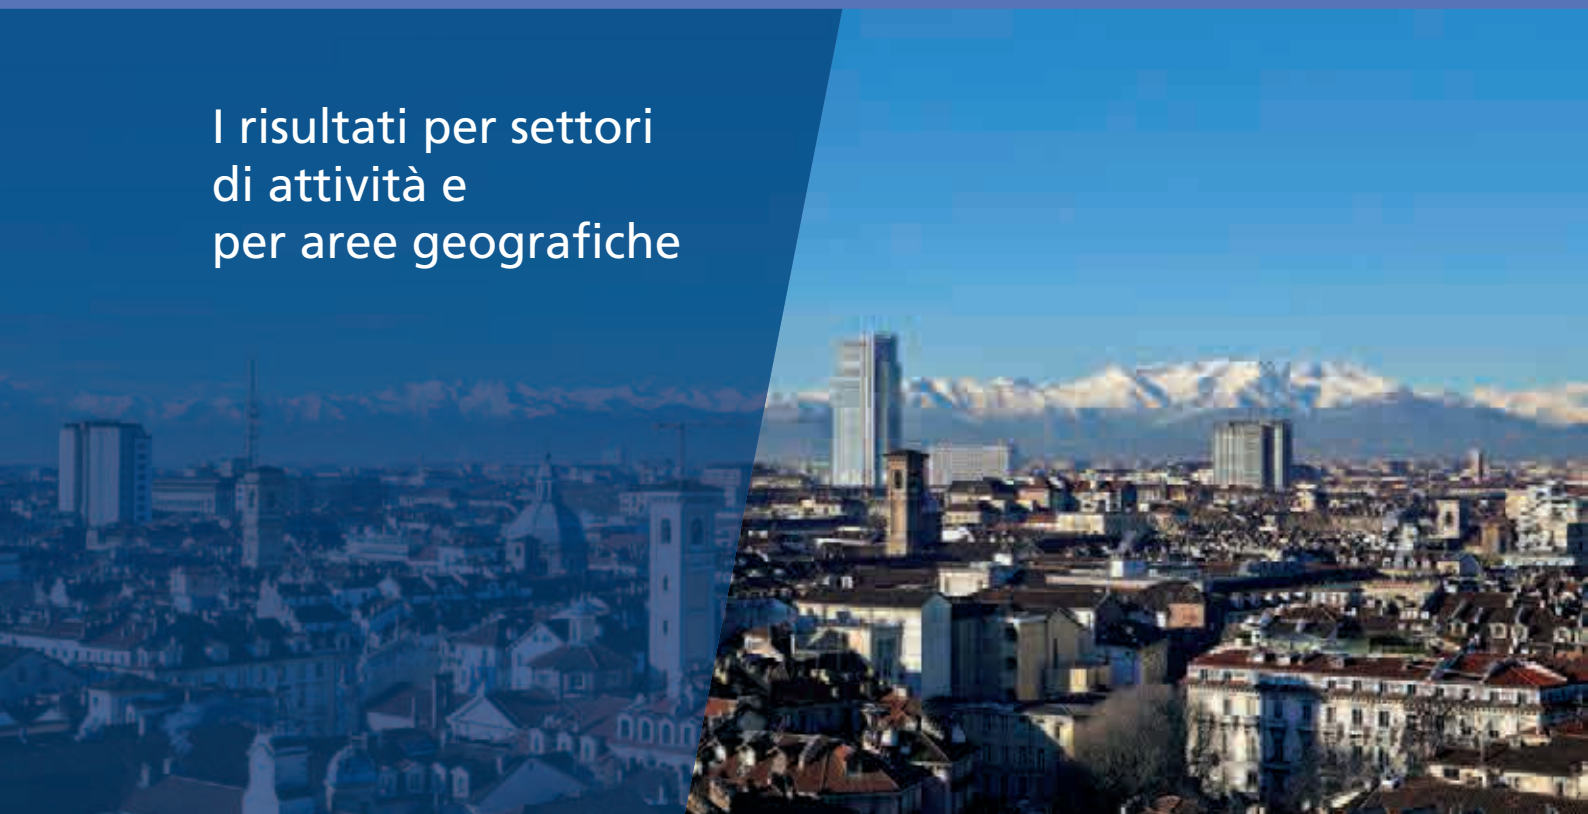 I risultati per settori
di attività e
per aree geografiche